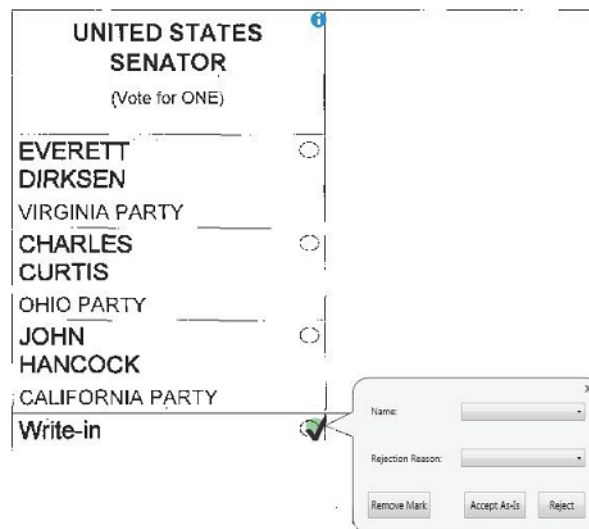 UNITED STATES
SENATOR
(Vote for ONE)
EVERETT
DIRKSEN
VIRGINIA PARTY
CHARLES
CURTIS
OHIO PARTY
JOHN
HANCOCK
CALIFORNIA PARTY
Write-in
x
Name:
Rejection Reason:
Remove Mark Accept As-Is Reject